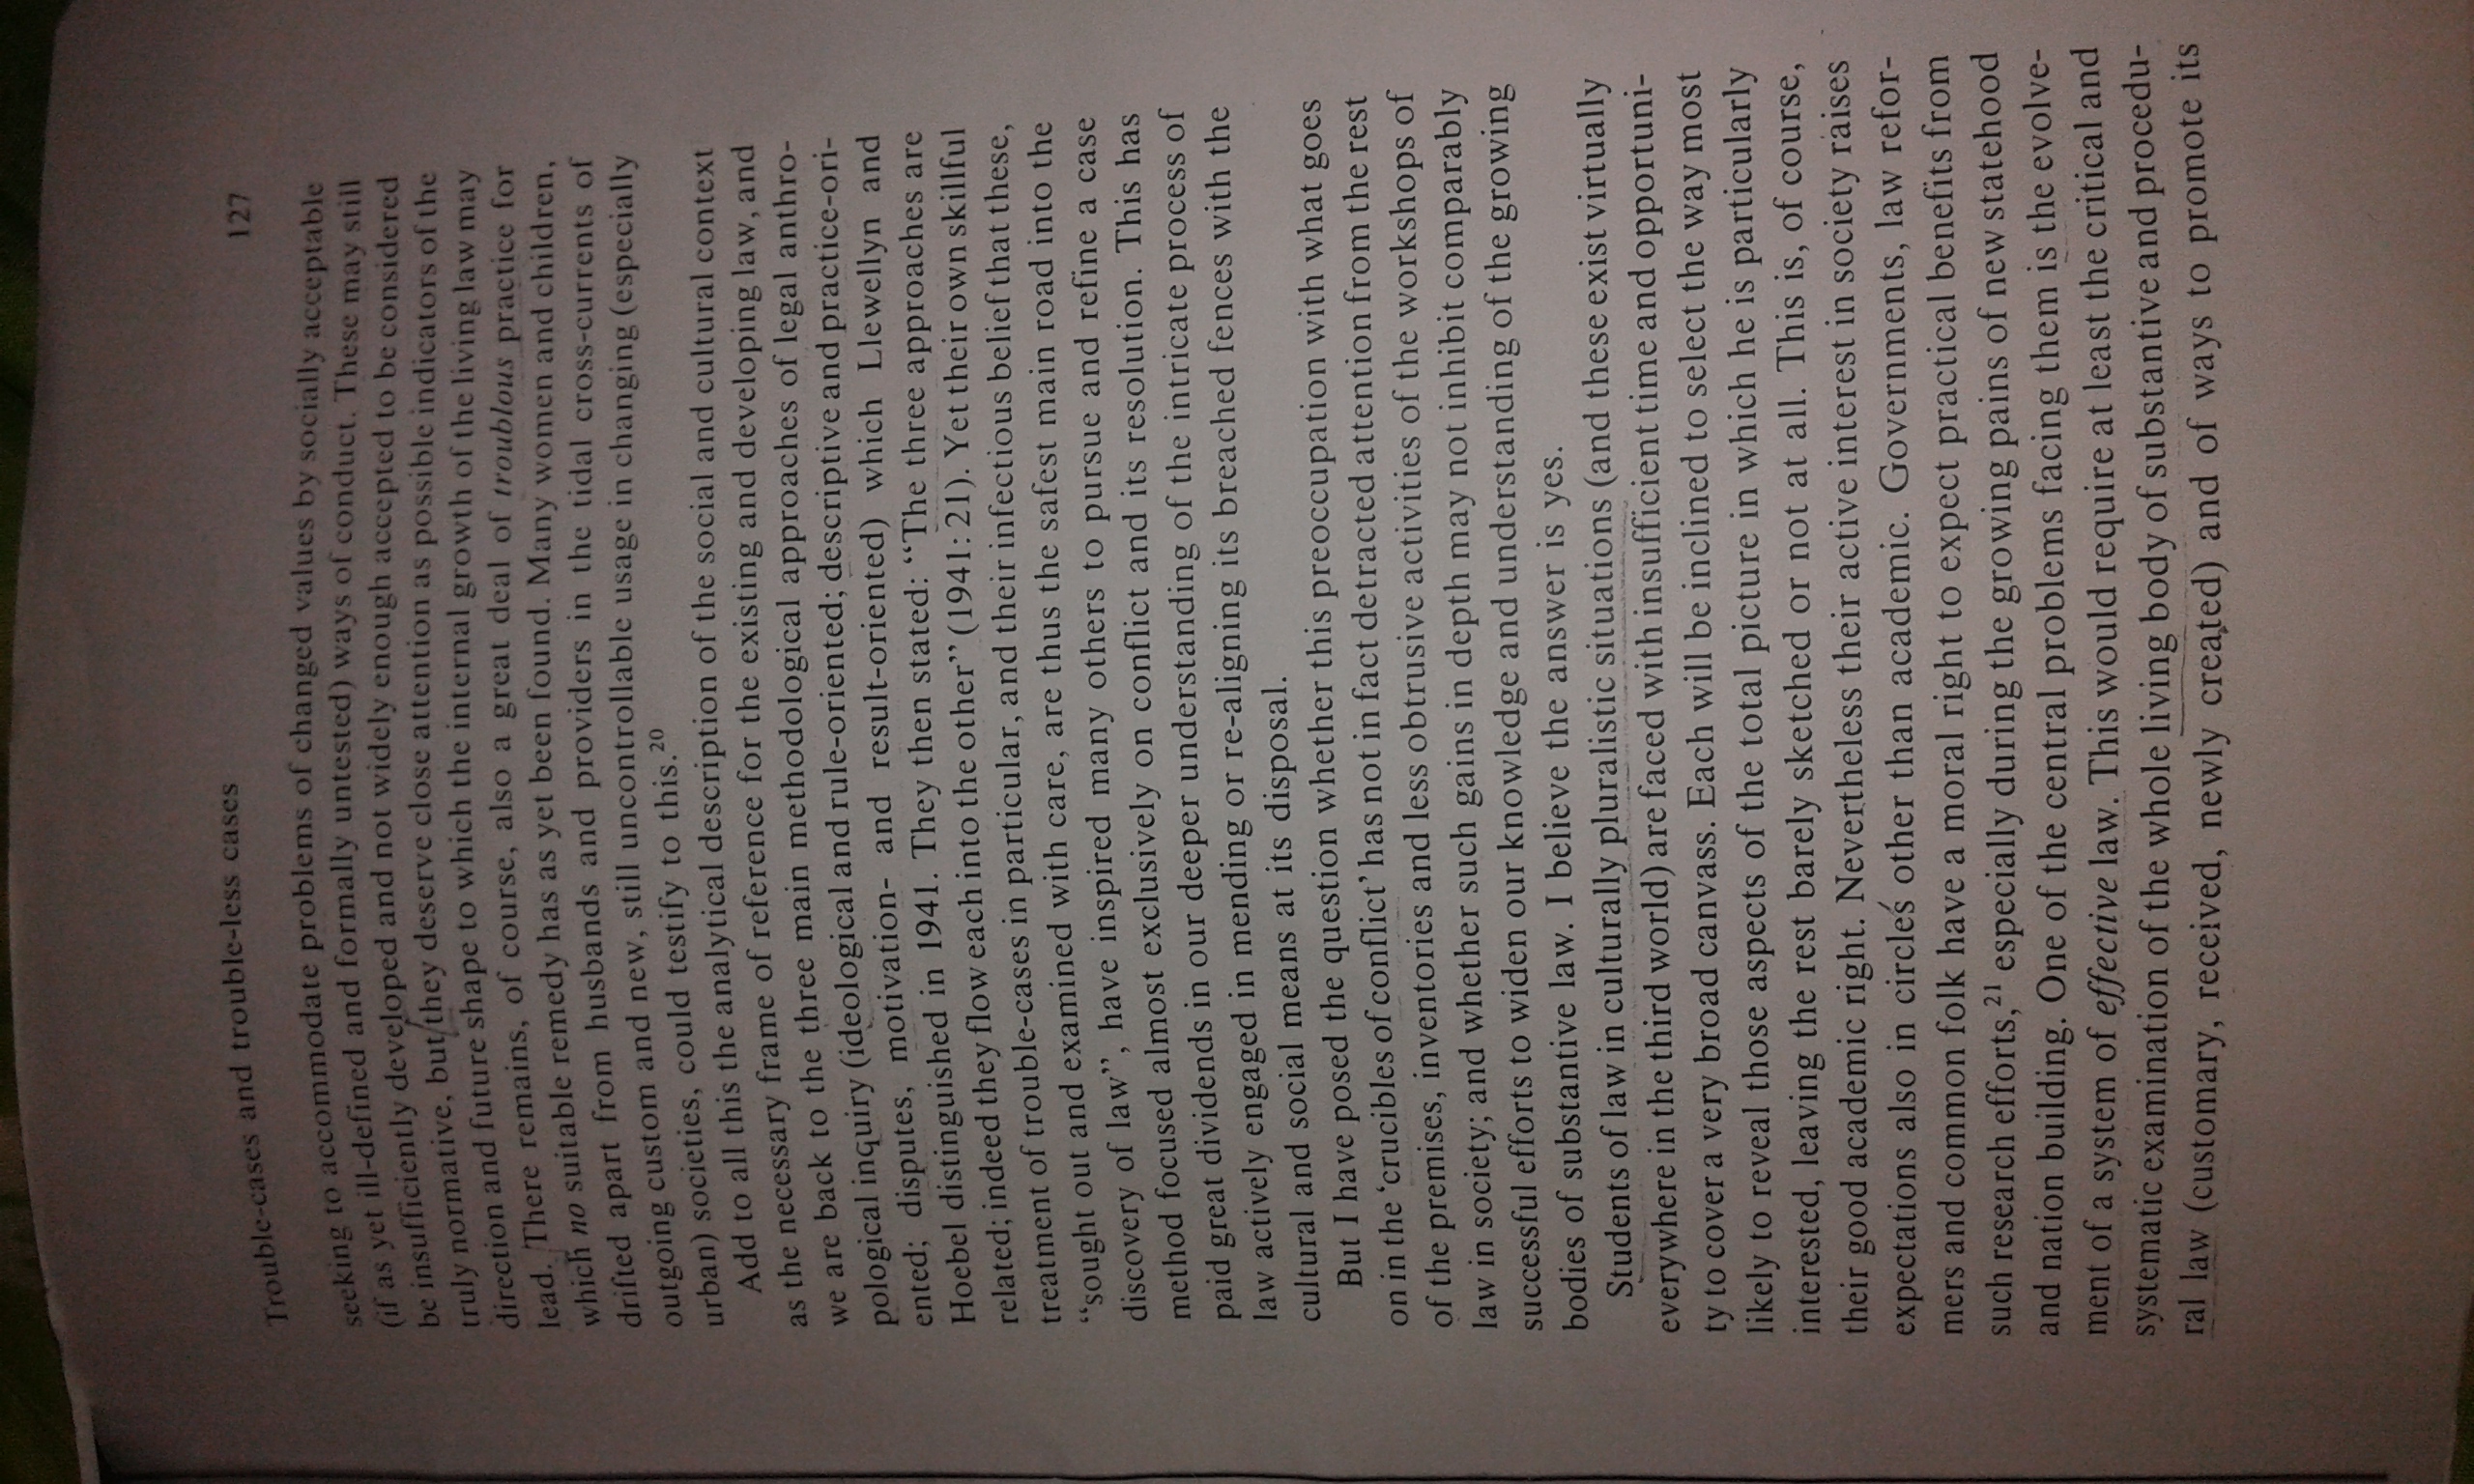 Trouble-cases and trouble-less cases 127
seeking to accommodate problems of changed values by socially acceptable
(if as yet ill-defined and formally untested) ways of conduct. These may still
be insufficiently developed and not widely enough accepted to be considered
truly normative, but they deserve close attention as possible indicators of the
direction and future shape to which the internal growth of the living law may
lead. There remains, of course, also a great deal of troublous practice for
which no suitable remedy has as yet been found. Many women and children,
drifted apart from husbands and providers in the tidal cross-currents of
outgoing custom and new, still uncontrollable usage in changing (especially
urban) societies, could testify to this.20
Add to all this the analytical description of the social and cultural context
as the necessary frame of reference for the existing and developing law, and
we are back to the three main methodological approaches of legal anthro-
pological inquiry (ideological and rule-oriented; descriptive and practice-ori-
ented; disputes, motivation- and result-oriented) which Llewellyn and
Hoebel distinguished in 1941. They then stated: “The three approaches are
related; indeed they flow each into the other” (1941: 21). Yet their own skillful
treatment of trouble-cases in particular, and their infectious belief that these,
“sought out and examined with care, are thus the safest main road into the
discovery of law”, have inspired many others to pursue and refine a case
method focused almost exclusively on conflict and its resolution. This has
paid great dividends in our deeper understanding of the intricate process of
law actively engaged in mending or re-aligning its breached fences with the
cultural and social means at its disposal.
But I have posed the question whether this preoccupation with what goes
on in the ‘crucibles of conflict’ has not in fact detracted attention from the rest
of the premises, inventories and less obtrusive activities of the workshops of
law in society; and whether such gains in depth may not inhibit comparably
successful efforts to widen our knowledge and understanding of the growing
bodies of substantive law. I believe the answer is yes.
Students of law in culturally pluralistic situations (and these exist virtually
everywhere in the third world) are faced with insufficient time and opportuni-
ty to cover a very broad canvass. Each will be inclined to select the way most
likely to reveal those aspects of the total picture in which he is particularly
interested, leaving the rest barely sketched or not at all. This is, of course,
their good academic right. Nevertheless their active interest in society raises
expectations also in circles other than academic. Governments, law refor-
mers and common folk have a moral right to expect practical benefits from
such research efforts,21 especially during the growing pains of new statehood
and nation building. One of the central problems facing them is the evolve-
ment of a system of effective law. This would require at least the critical and
systematic examination of the whole living body of substantive and procedu-
ral law (customary, received, newly created) and of ways to promote its